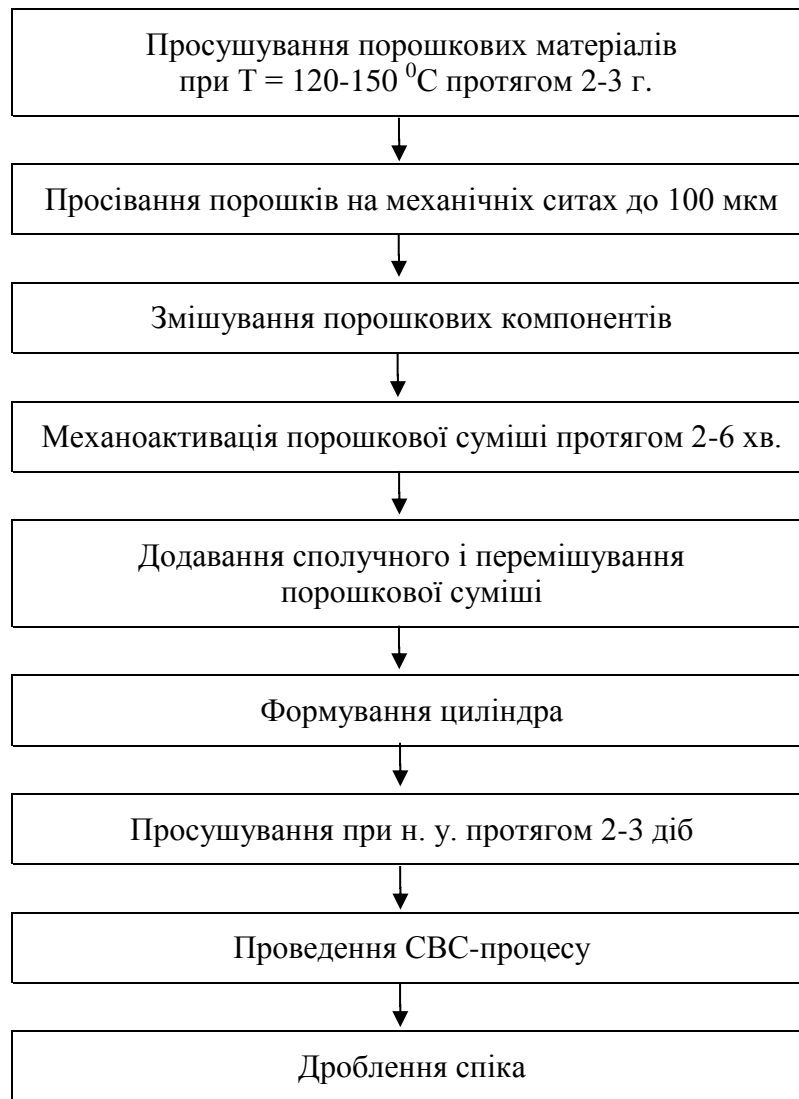 Просушування порошкових матеріалів
при Т = 120-150 ⁰С протягом 2-3 г.
Просівання порошків на механічніх ситах до 100 мкм
Змішування порошкових компонентів
Механоактивація порошкової суміші протягом 2-6 хв.
Додавання сполучного і перемішування
порошкової суміші
Формування циліндра
Просушування при н. у. протягом 2-3 діб
Проведення СВС-процесу
Дроблення спіка